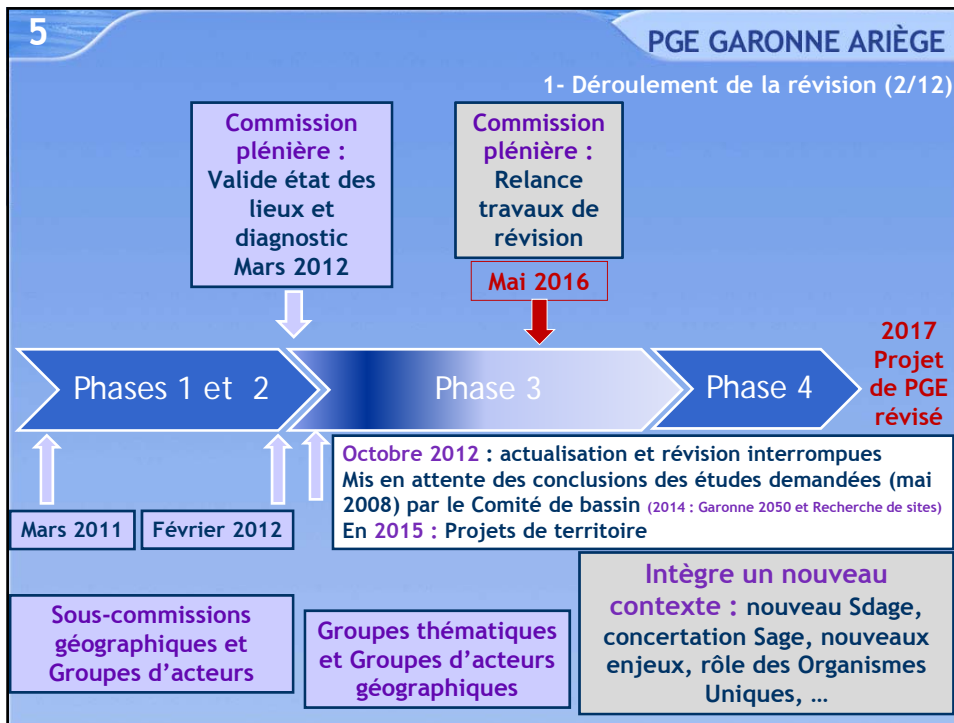 5
PGE GARONNE ARIÈGE
1- Déroulement de la révision (2/12)
Commission
plénière :
Valide état des
lieux et
diagnostic
Mars 2012
Commission
plénière :
Relance
travaux de
révision
Mai 2016
Phases 1 et 2
Phase 3
Phase 4
2017
Projet
de PGE
révisé
Mars 2011
Février 2012
Octobre 2012 : actualisation et révision interrompues
Mis en attente des conclusions des études demandées (mai
2008) par le Comité de bassin (2014 : Garonne 2050 et Recherche de sites)
En 2015 : Projets de territoire
Sous-commissions
géographiques et
Groupes d'acteurs
Groupes thématiques
et Groupes d'acteurs
géographiques
Intègre un nouveau
contexte : nouveau Sdage,
concertation Sage, nouveaux
enjeux, rôle des Organismes
Uniques, …